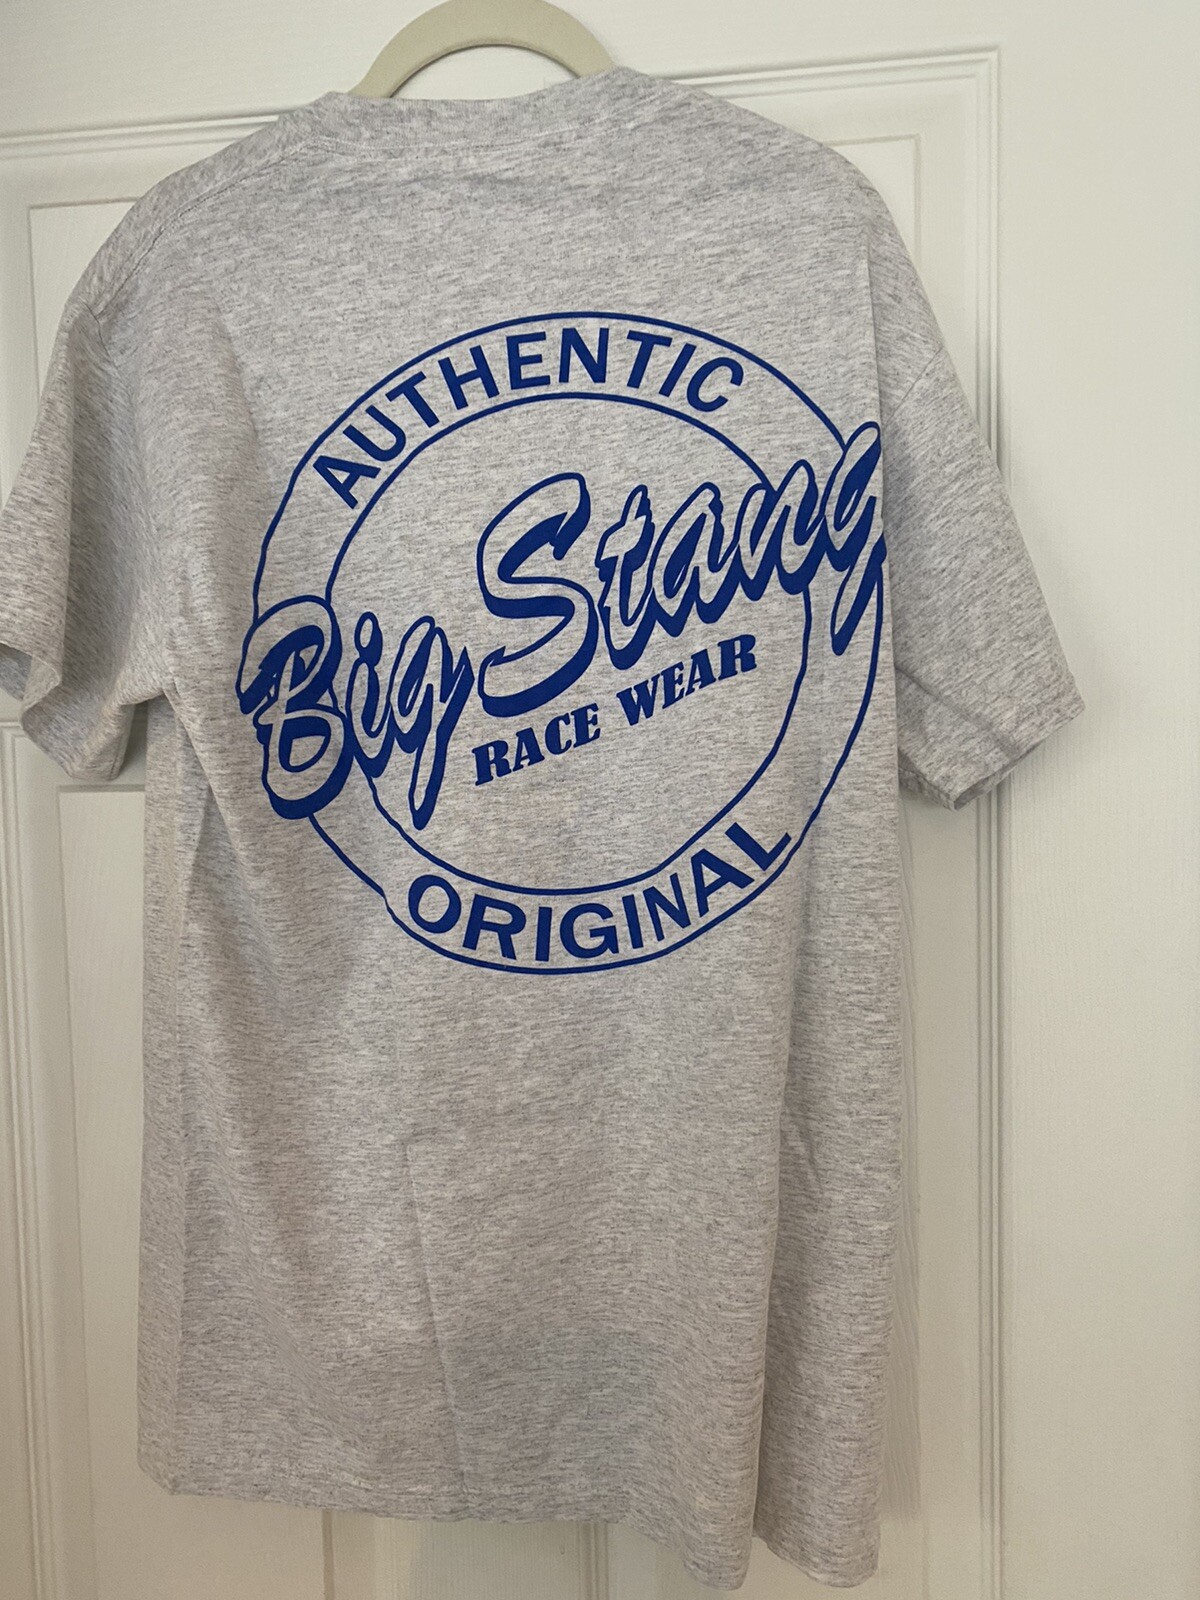 AUTHENTIC
Big Stang
RACE WEAR
ORIGINAL